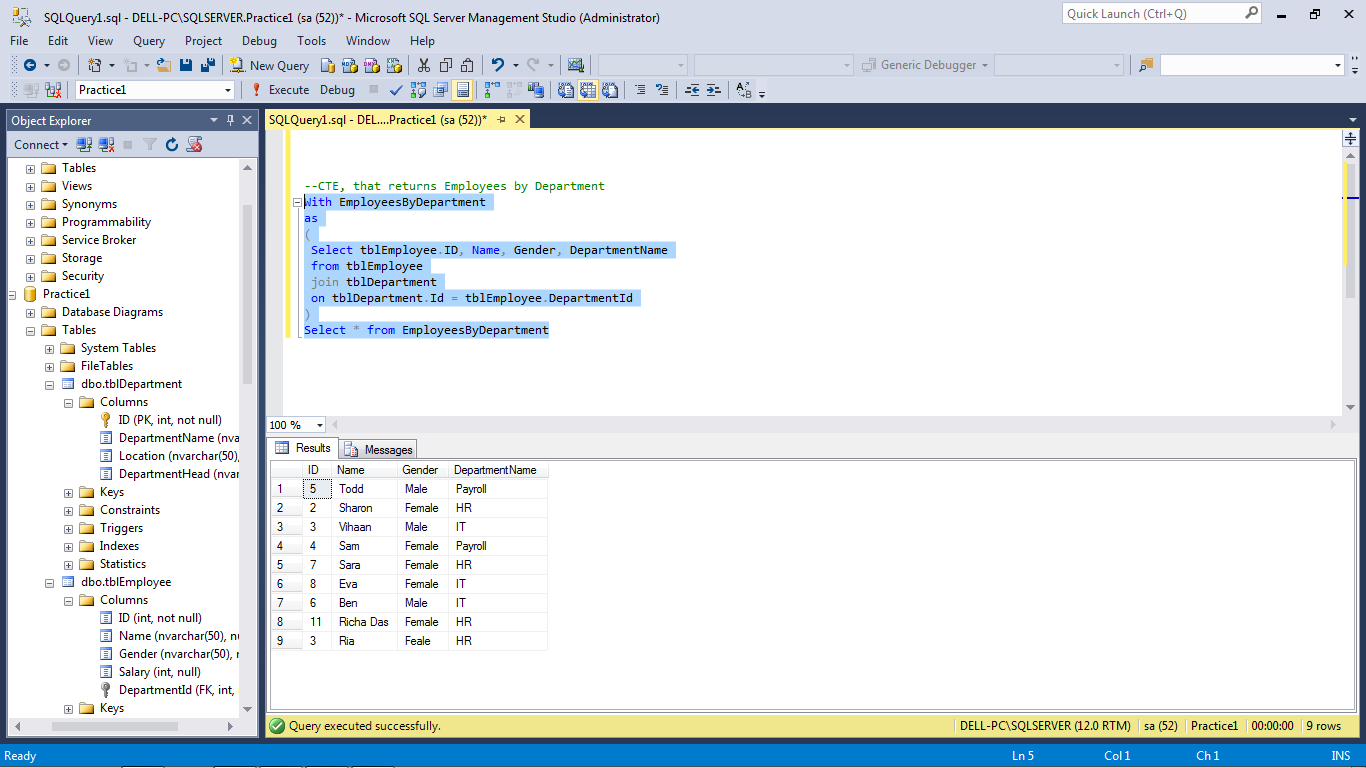 SQLQuery1.sql - DELL-PC\SQLSERVER.Practice1 (sa (52))* - Microsoft SQL Server Management Studio (Administrator)
Quick Launch (Ctrl+Q)
File Edit View Query Project Debug Tools Window Help
New Query
Generic Debugger
Practice1
Execute Debug
Object Explorer
Connect
Tables
Views
Synonyms
Programmability
Service Broker
Storage
Security
Practice1
Database Diagrams
Tables
System Tables
FileTables
dbo.tblDepartment
Columns
ID (PK, int, not null)
DepartmentName (nva
Location (nvarchar(50),
DepartmentHead (nvar
Keys
Constraints
Triggers
Indexes
Statistics
dbo.tblEmployee
Columns
ID (int, not null)
Name (nvarchar(50), nu
Gender (nvarchar(50), n
Salary (int, null)
DepartmentId (FK, int,
Keys
SQLQuery1.sql - DEL....Practice1 (sa (52))*
--CTE, that returns Employees by Department
With EmployeesByDepartment
as
(
Select tblEmployee.ID, Name, Gender, DepartmentName
from tblEmployee
join tblDepartment
on tblDepartment.Id = tblEmployee.DepartmentId
)
Select * from EmployeesByDepartment
100 %
Results Messages
ID Name Gender DepartmentName
1 5 Todd Male Payroll
2 2 Sharon Female HR
3 3 Vihaan Male IT
4 4 Sam Female Payroll
5 7 Sara Female HR
6 8 Eva Female IT
7 6 Ben Male IT
8 11 Richa Das Female HR
9 3 Ria Feale HR
Query executed successfully.
DELL-PC\SQLSERVER (12.0 RTM) sa (52) Practice1 00:00:00 9 rows
Ready Ln 5 Col 1 Ch 1 INS